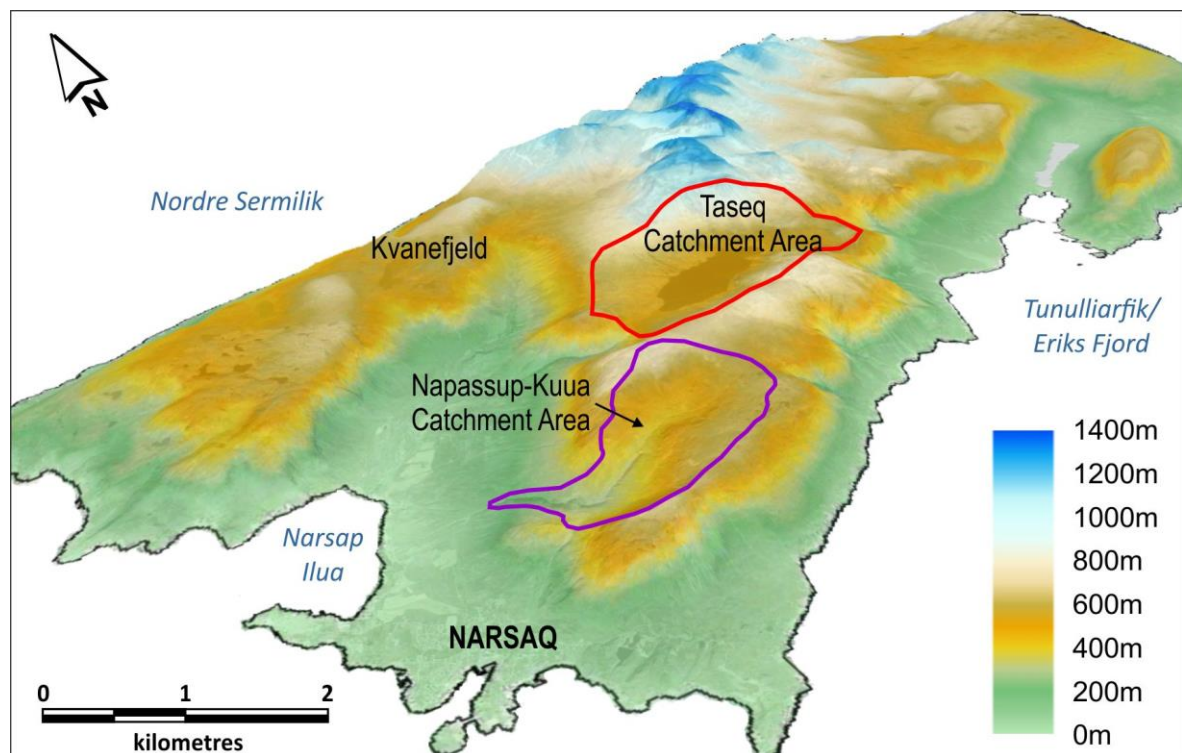 N
Nordre Sermilik
Kvanefjeld
Taseq
Catchment Area
Tunulliarfik/
Eriks Fjord
Napassup-Kuua
Catchment Area
Narsap
Ilua
NARSAQ
0 1 2
kilometres
1400m
1200m
1000m
800m
600m
400m
200m
0m